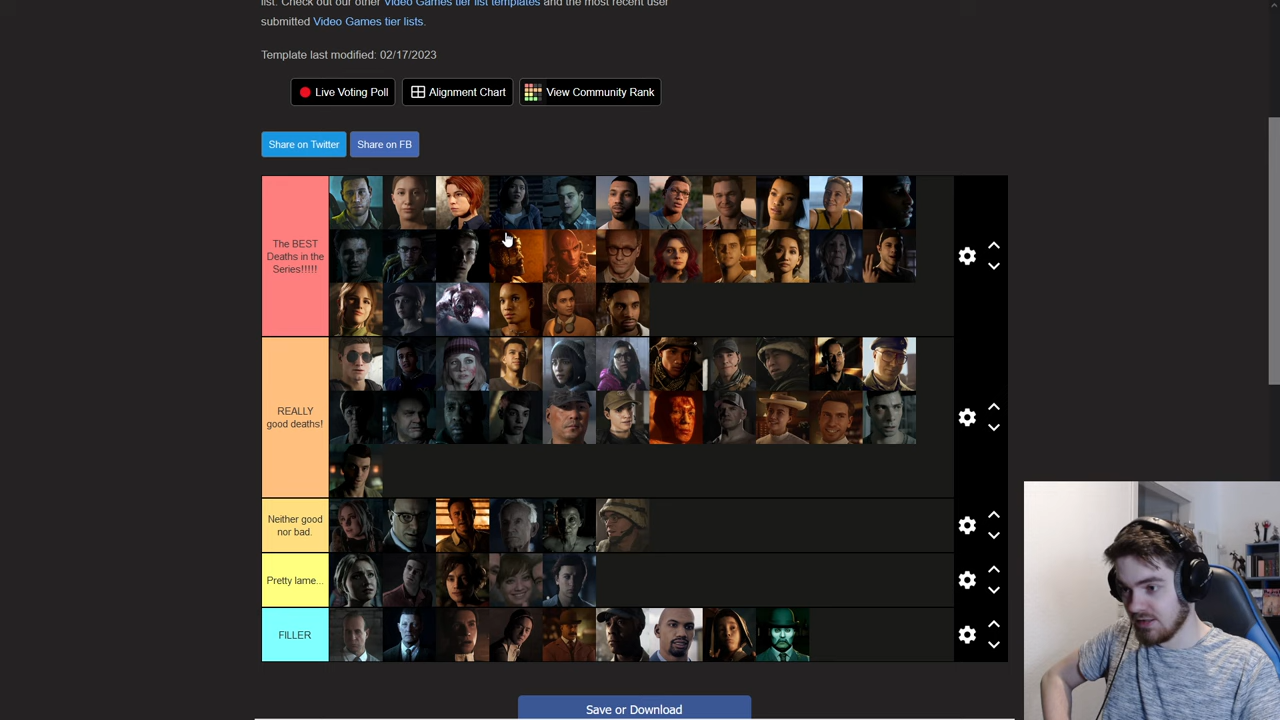 list. Check out our other Video Games tier list templates and the most recent user
submitted Video Games tier lists.
Template last modified: 02/17/2023
Live Voting Poll
Alignment Chart
View Community Rank
Share on Twitter
Share on FB
The BEST
Deaths in the
Series!!!!!
REALLY
good deaths!
Neither good
nor bad.
Pretty lame...
FILLER
Save or Download